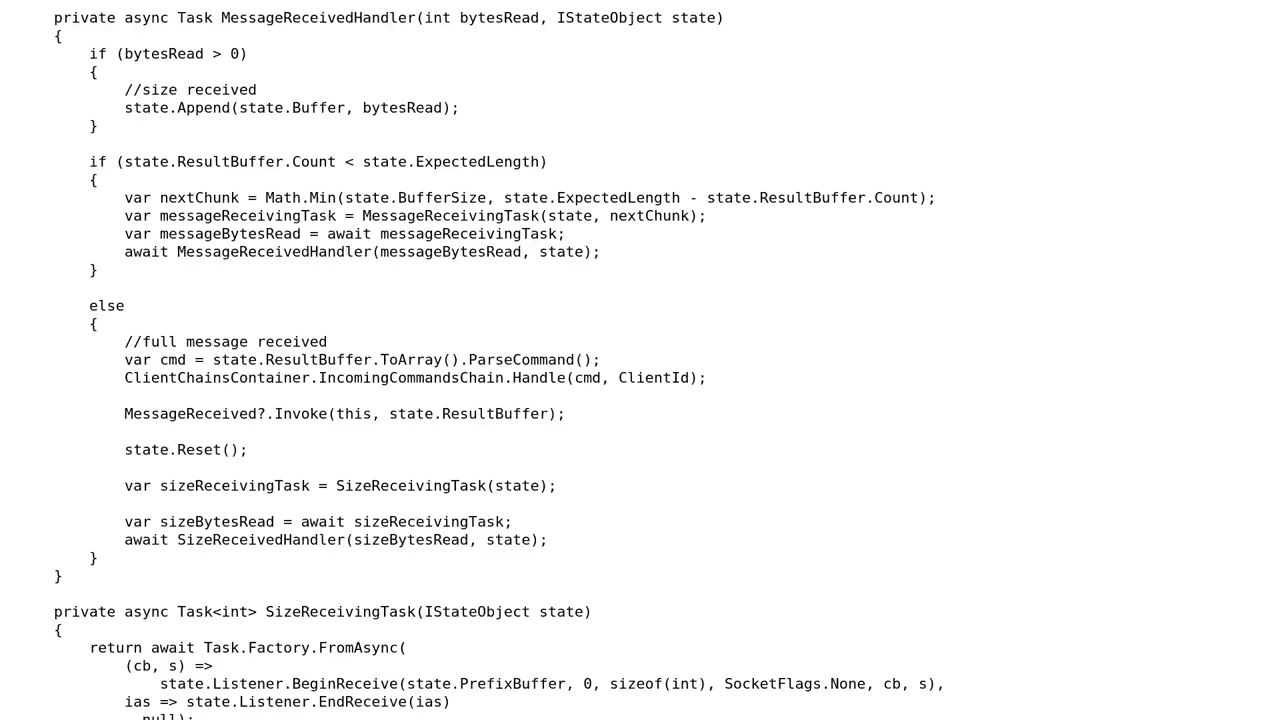 private async Task MessageReceivedHandler(int bytesRead, IStateObject state)
{
if (bytesRead > 0)
{
//size received
state.Append(state.Buffer, bytesRead);
}
if (state.ResultBuffer.Count < state.ExpectedLength)
{
var nextChunk = Math.Min(state.BufferSize, state.ExpectedLength - state.ResultBuffer.Count);
var messageReceivingTask = MessageReceivingTask(state, nextChunk);
var messageBytesRead = await messageReceivingTask;
await MessageReceivedHandler(messageBytesRead, state);
}
else
{
//full message received
var cmd = state.ResultBuffer.ToArray().ParseCommand();
ClientChainsContainer.IncomingCommandsChain.Handle(cmd, ClientId);
MessageReceived?.Invoke(this, state.ResultBuffer);
state.Reset();
var sizeReceivingTask = SizeReceivingTask(state);
var sizeBytesRead = await sizeReceivingTask;
await SizeReceivedHandler(sizeBytesRead, state);
}
}
private async Task<int> SizeReceivingTask(IStateObject state)
{
return await Task.Factory.FromAsync(
(cb, s) =>
state.Listener.BeginReceive(state.PrefixBuffer, 0, sizeof(int), SocketFlags.None, cb, s),
ias => state.Listener.EndReceive(ias)
null);